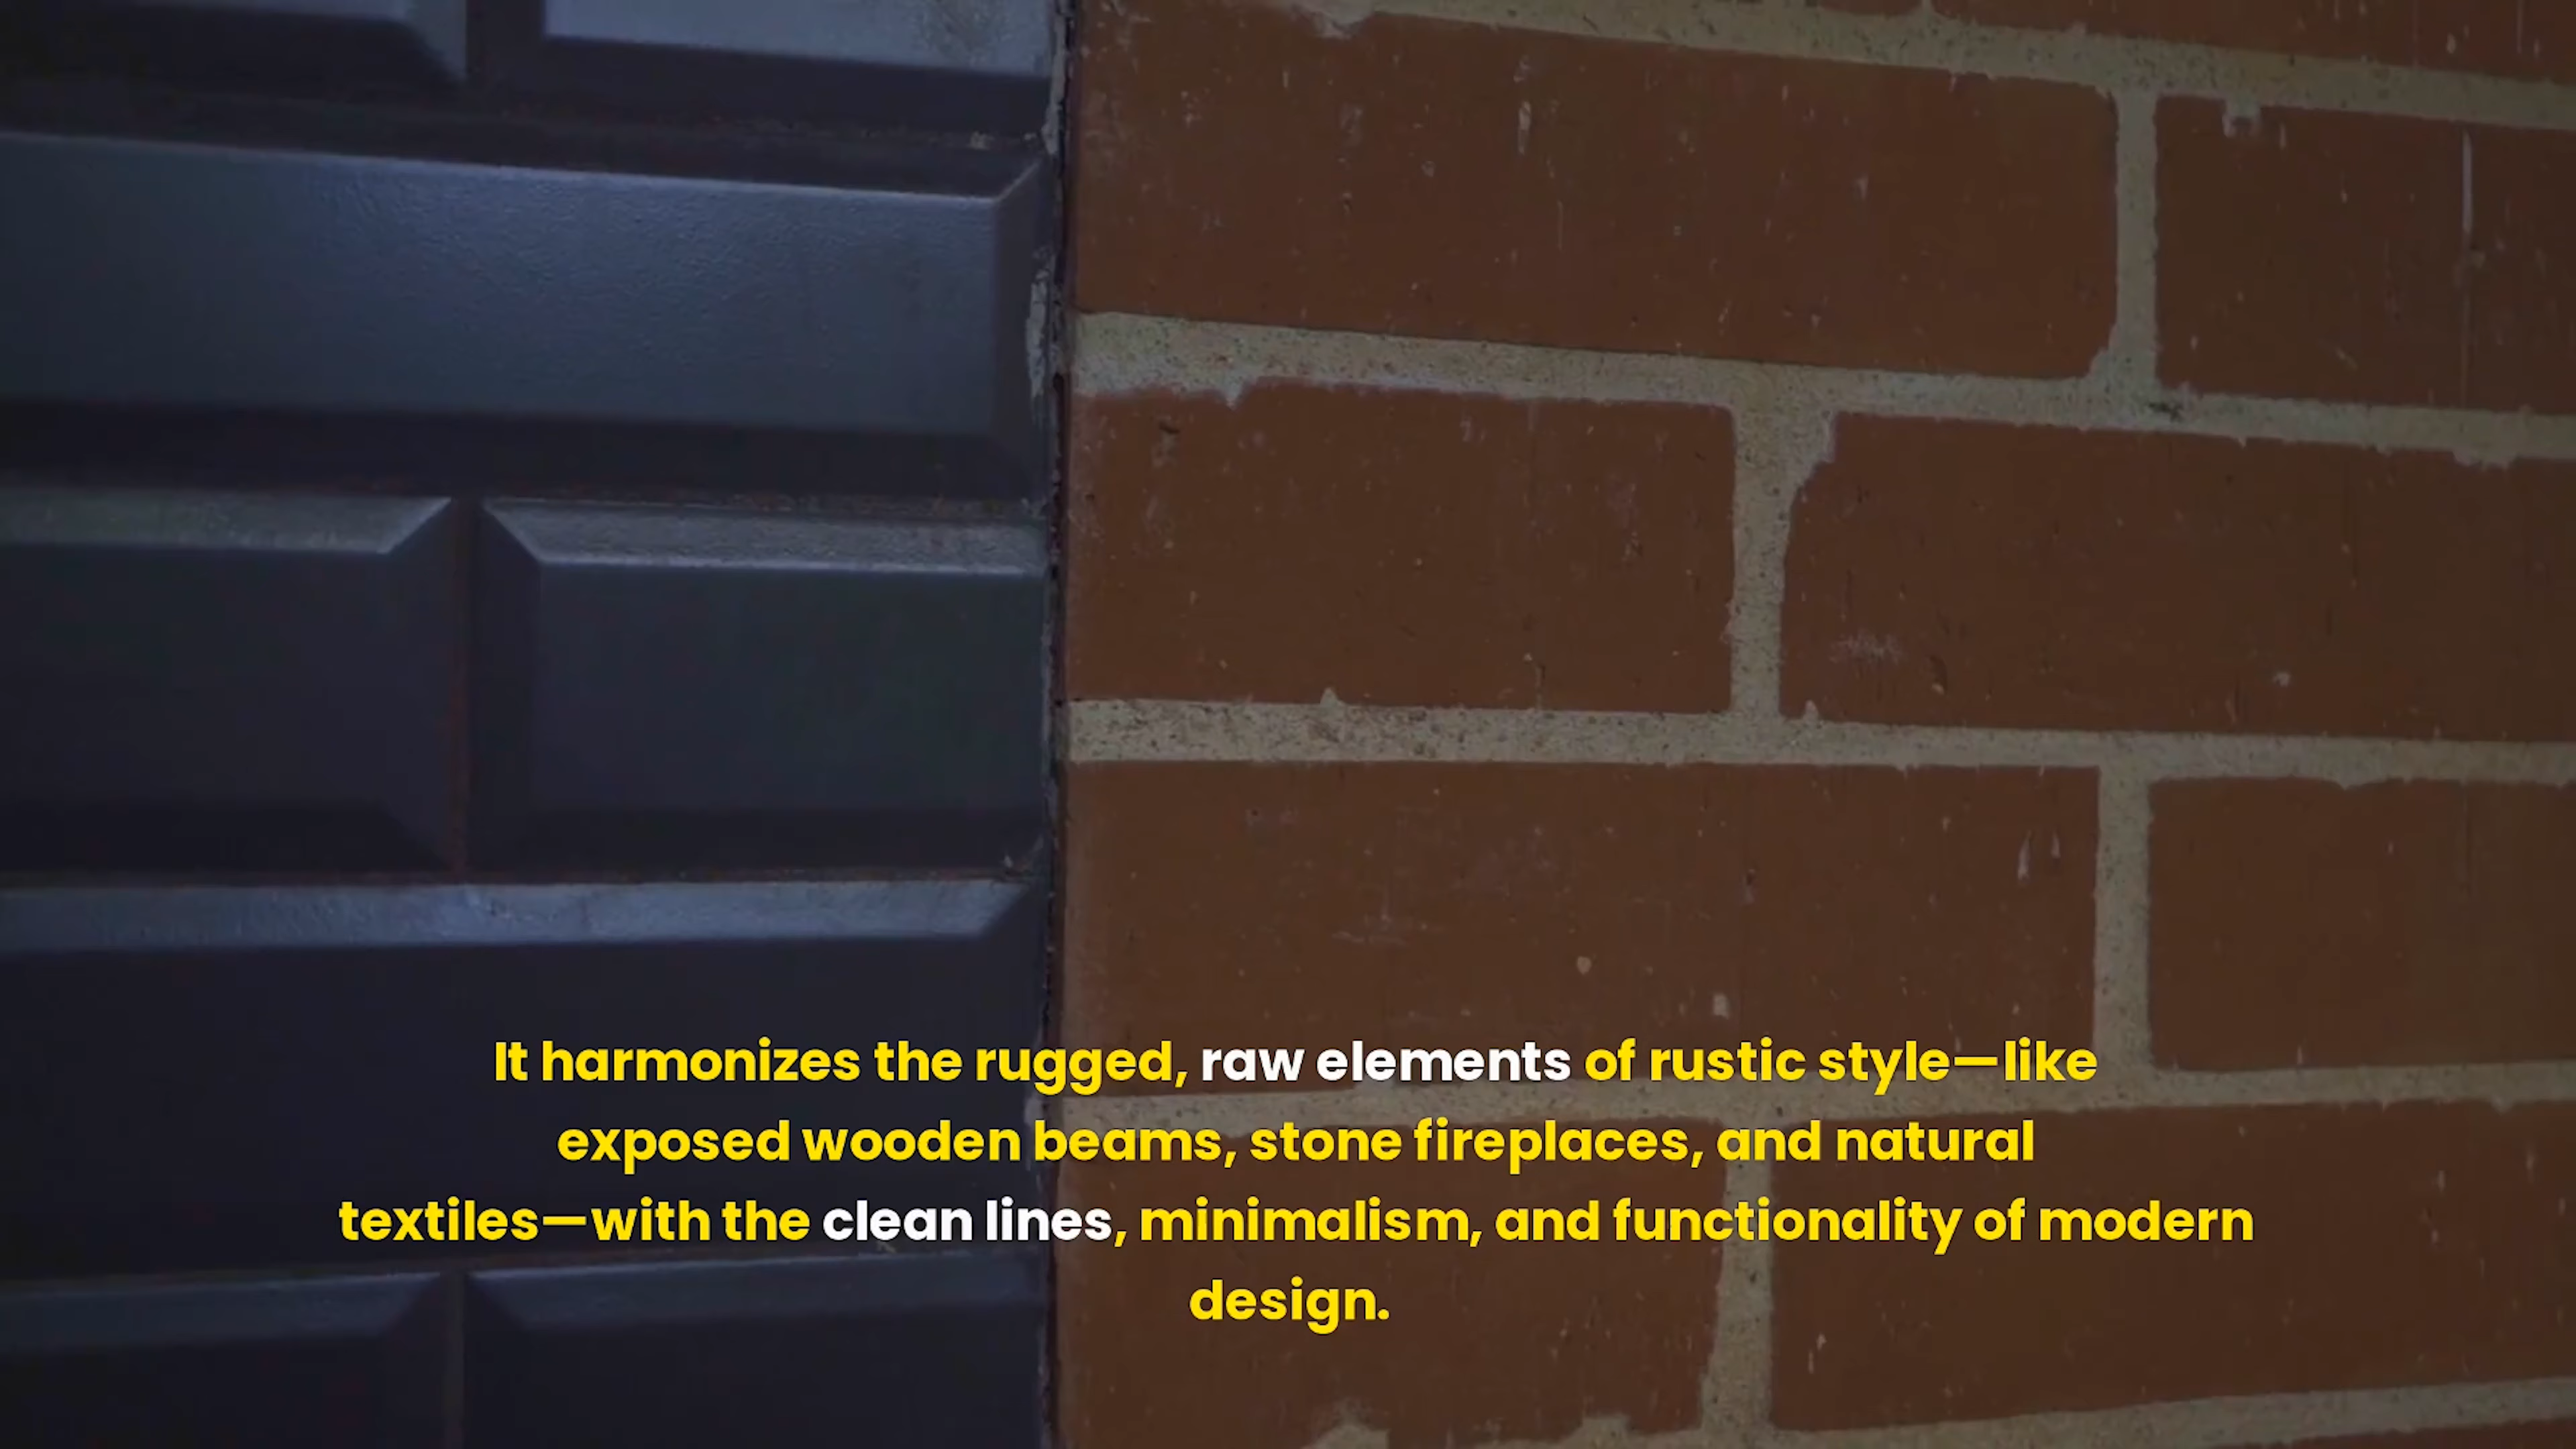 It harmonizes the rugged, raw elements of rustic style—like
exposed wooden beams, stone fireplaces, and natural
textiles—with the clean lines, minimalism, and functionality of modern
design.